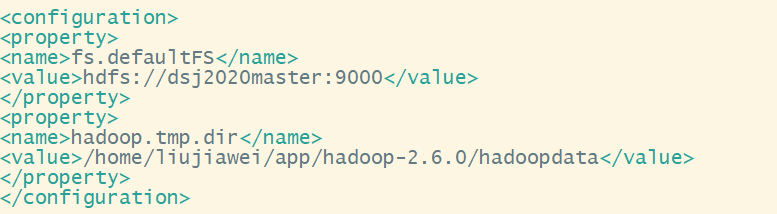 <configuration>
<property>
<name>fs.defaultFS</name>
<value>hdfs://dsj2020master:9000</value>
</property>
<property>
<name>hadoop.tmp.dir</name>
<value>/home/liujiawei/app/hadoop-2.6.0/hadoopdata</value>
</property>
</configuration>